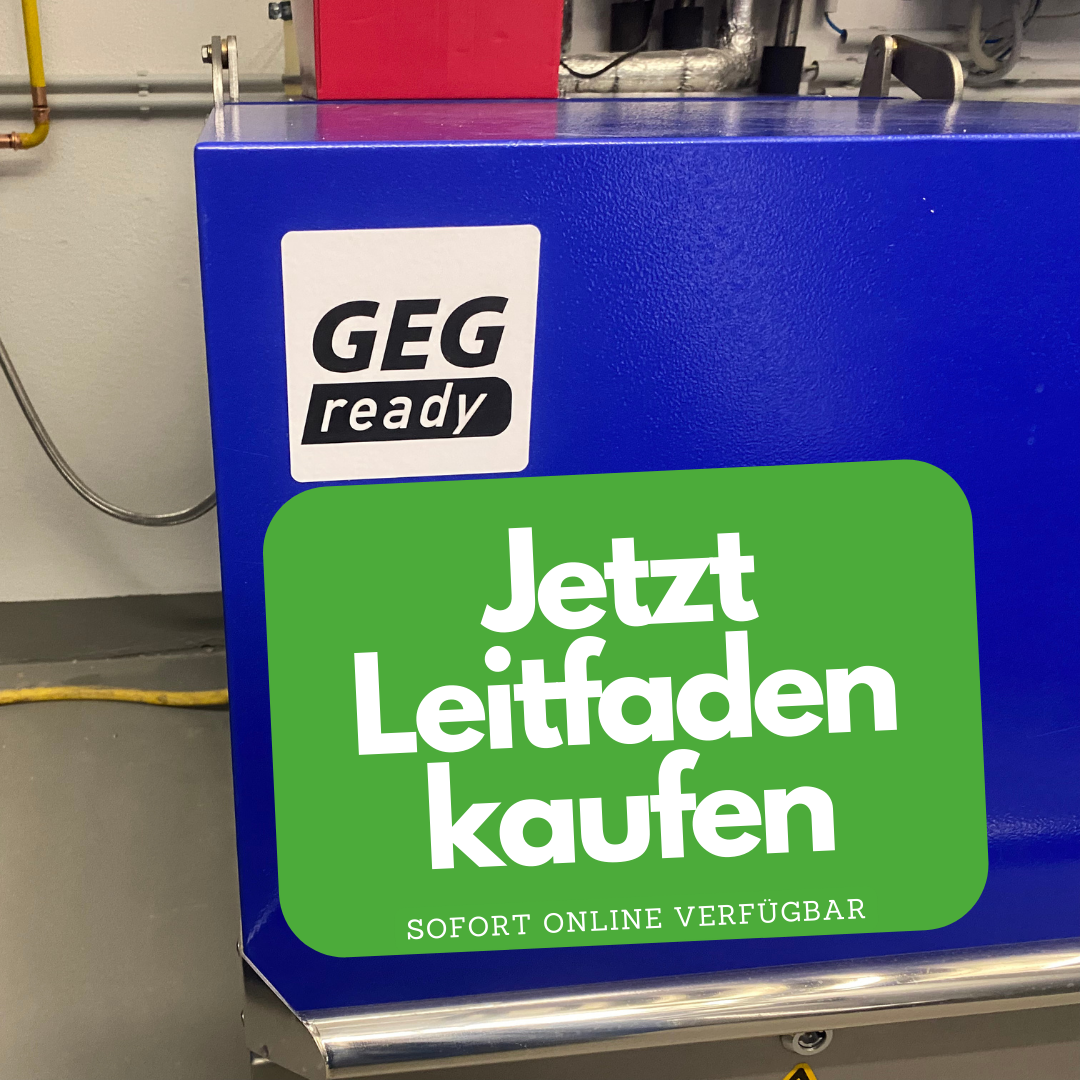 GEG
ready
Jetzt
Leitfaden
kaufen
SOFORT ONLINE VERFÜGBAR